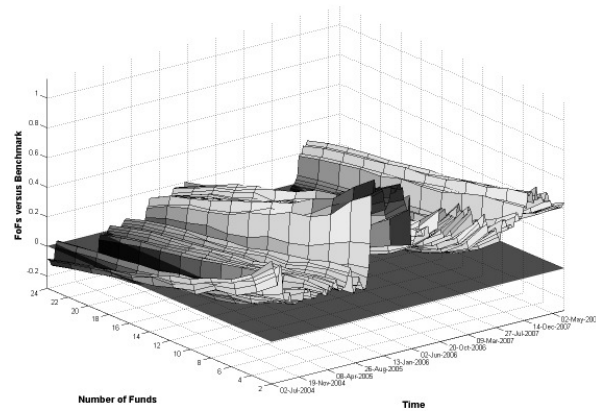 1
0.8
0.6
0.4
0.2
0
-0.2
FoFs versus Benchmark
24
22
20
18
16
14
12
10
8
6
4
2
Number of Funds
02-Jul-2004
19-Nov-2004
08-Apr-2005
26-Aug-2005
13-Jan-2006
02-Jun-2006
20-Oct-2006
09-Mar-2007
27-Jul-2007
14-Dec-2007
02-May-200
Time